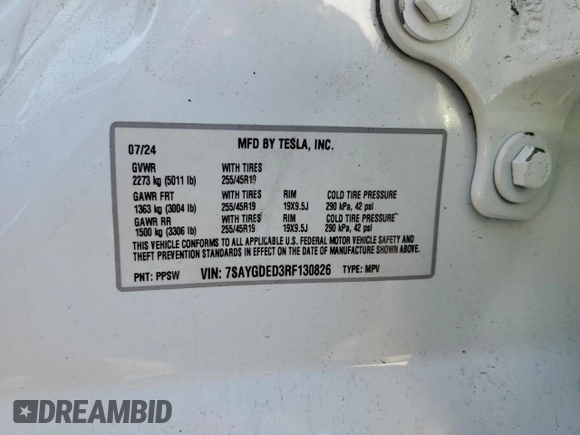 07/24 MFD BY TESLA, INC.
GVWR WITH TIRES
2273 kg (5011 lb) 255/45R19
GAWR FRT WITH TIRES RIM COLD TIRE PRESSURE
1363 kg (3004 lb) 255/45R19 19X9.5J 290 kPa, 42 psi
GAWR RR WITH TIRES RIM COLD TIRE PRESSURE
1500 kg (3306 lb) 255/45R19 19X9.5J 290 kPa, 42 psi
THIS VEHICLE CONFORMS TO ALL APPLICABLE U.S. FEDERAL MOTOR VEHICLE SAFETY AND
THEFT PREVENTION STANDARDS IN EFFECT ON THE DATE OF MANUFACTURE SHOWN ABOVE.
PNT: PPSW VIN: 7SAYGDED3RF130826 TYPE: MPV
DREAMBID